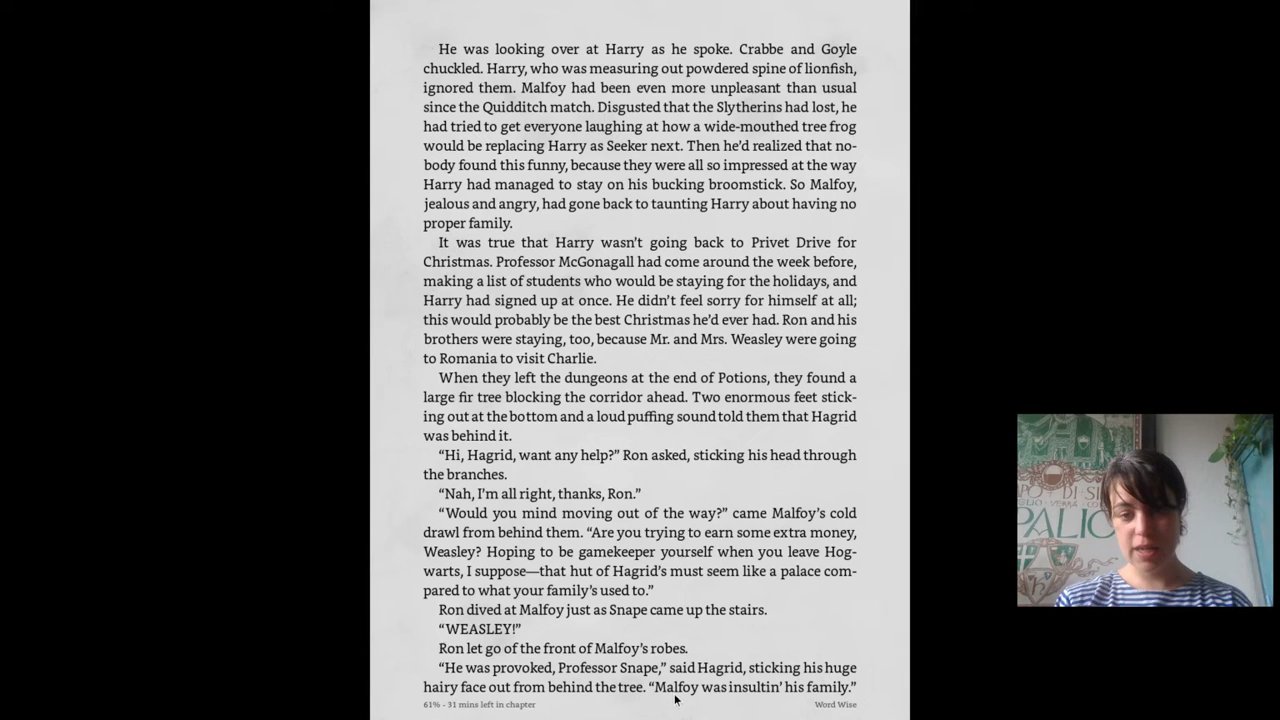 He was looking over at Harry as he spoke. Crabbe and Goyle
chuckled. Harry, who was measuring out powdered spine of lionfish,
ignored them. Malfoy had been even more unpleasant than usual
since the Quidditch match. Disgusted that the Slytherins had lost, he
had tried to get everyone laughing at how a wide-mouthed tree frog
would be replacing Harry as Seeker next. Then he’d realized that no-
body found this funny, because they were all so impressed at the way
Harry had managed to stay on his bucking broomstick. So Malfoy,
jealous and angry, had gone back to taunting Harry about having no
proper family.
It was true that Harry wasn’t going back to Privet Drive for
Christmas. Professor McGonagall had come around the week before,
making a list of students who would be staying for the holidays, and
Harry had signed up at once. He didn’t feel sorry for himself at all;
this would probably be the best Christmas he’d ever had. Ron and his
brothers were staying, too, because Mr. and Mrs. Weasley were going
to Romania to visit Charlie.
When they left the dungeons at the end of Potions, they found a
large fir tree blocking the corridor ahead. Two enormous feet stick-
ing out at the bottom and a loud puffing sound told them that Hagrid
was behind it.
“Hi, Hagrid, want any help?” Ron asked, sticking his head through
the branches.
“Nah, I’m all right, thanks, Ron.”
“Would you mind moving out of the way?” came Malfoy’s cold
drawl from behind them. “Are you trying to earn some extra money,
Weasley? Hoping to be gamekeeper yourself when you leave Hog-
warts, I suppose—that hut of Hagrid’s must seem like a palace com-
pared to what your family’s used to.”
Ron dived at Malfoy just as Snape came up the stairs.
“WEASLEY!”
Ron let go of the front of Malfoy’s robes.
“He was provoked, Professor Snape,” said Hagrid, sticking his huge
hairy face out from behind the tree. “Malfoy was insultin’ his family.”
61% - 31 mins left in chapter
Word Wise
PALIO